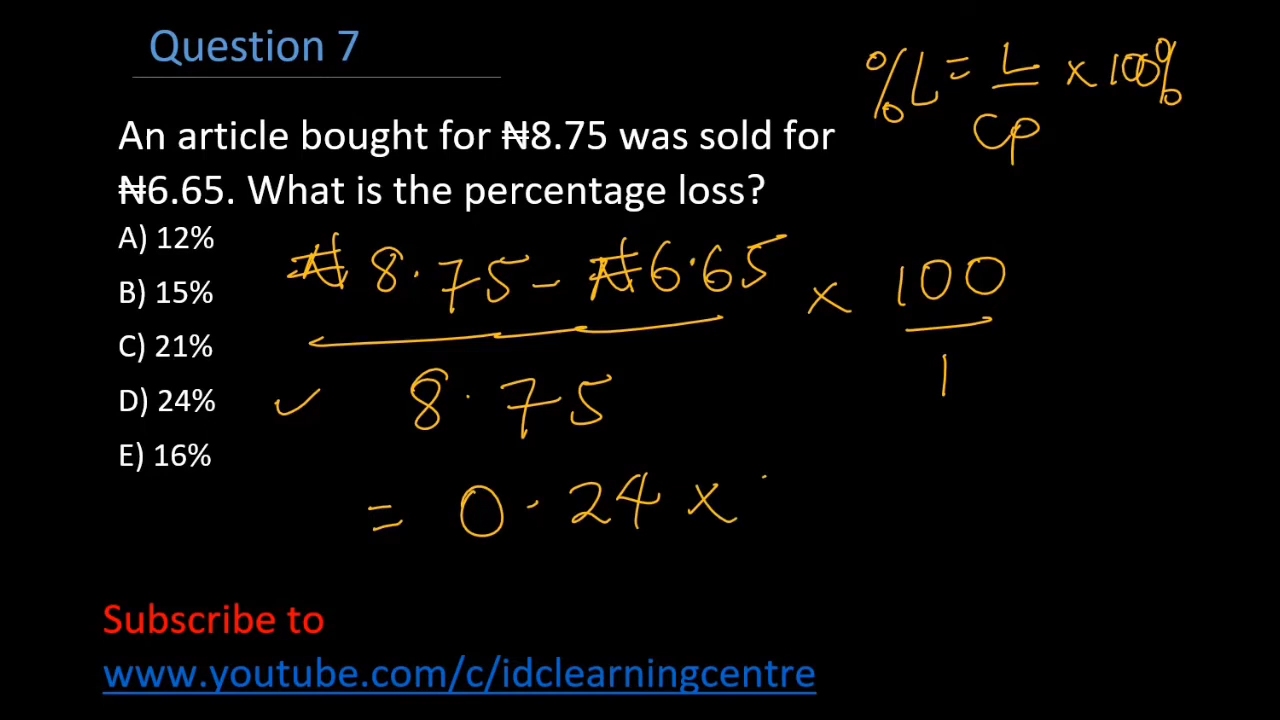 Question 7
%L = L/CP x 100%
An article bought for ₦8.75 was sold for
₦6.65. What is the percentage loss?
A) 12%
B) 15%
C) 21%
D) 24% ✓
E) 16%
₦8.75 - ₦6.65 x 100
8.75 1
= 0.24 x
Subscribe to
www.youtube.com/c/idclearningcentre